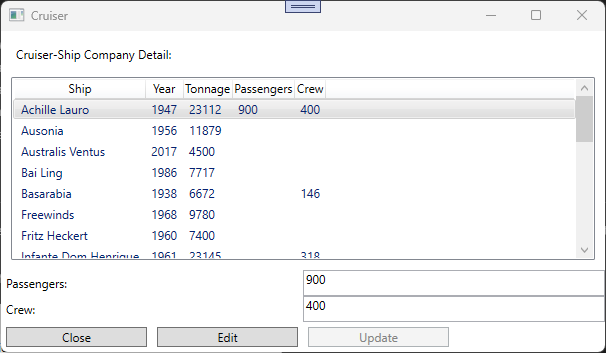 Cruiser
Cruiser-Ship Company Detail:
Ship Year Tonnage Passengers Crew
Achille Lauro 1947 23112 900 400
Ausonia 1956 11879
Australis Ventus 2017 4500
Bai Ling 1986 7717
Basarabia 1938 6672 146
Freewinds 1968 9780
Fritz Heckert 1960 7400
Infante Dom Henrique 1961 23145 318
Passengers: 900
Crew: 400
Close Edit Update